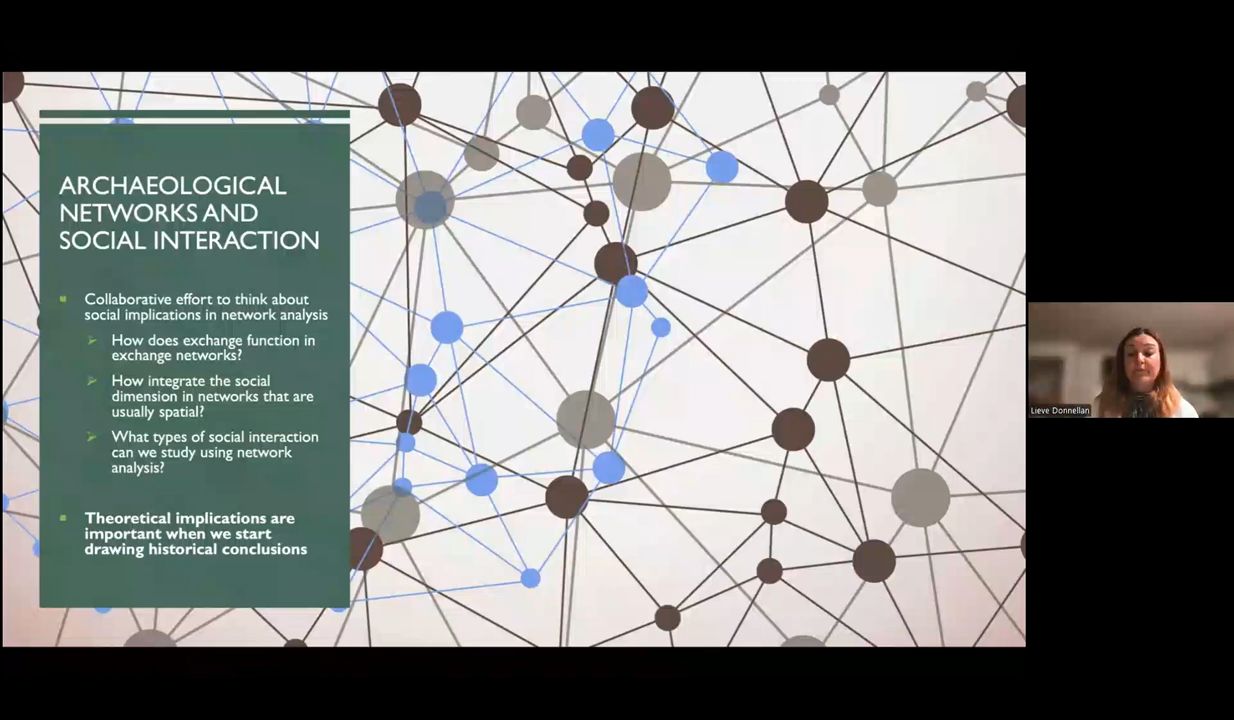 ARCHAEOLOGICAL
NETWORKS AND
SOCIAL INTERACTION
Collaborative effort to think about
social implications in network analysis
How does exchange function in
exchange networks?
How integrate the social
dimension in networks that are
usually spatial?
What types of social interaction
can we study using network
analysis?
Theoretical implications are
important when we start
drawing historical conclusions
Lieve Donnellan